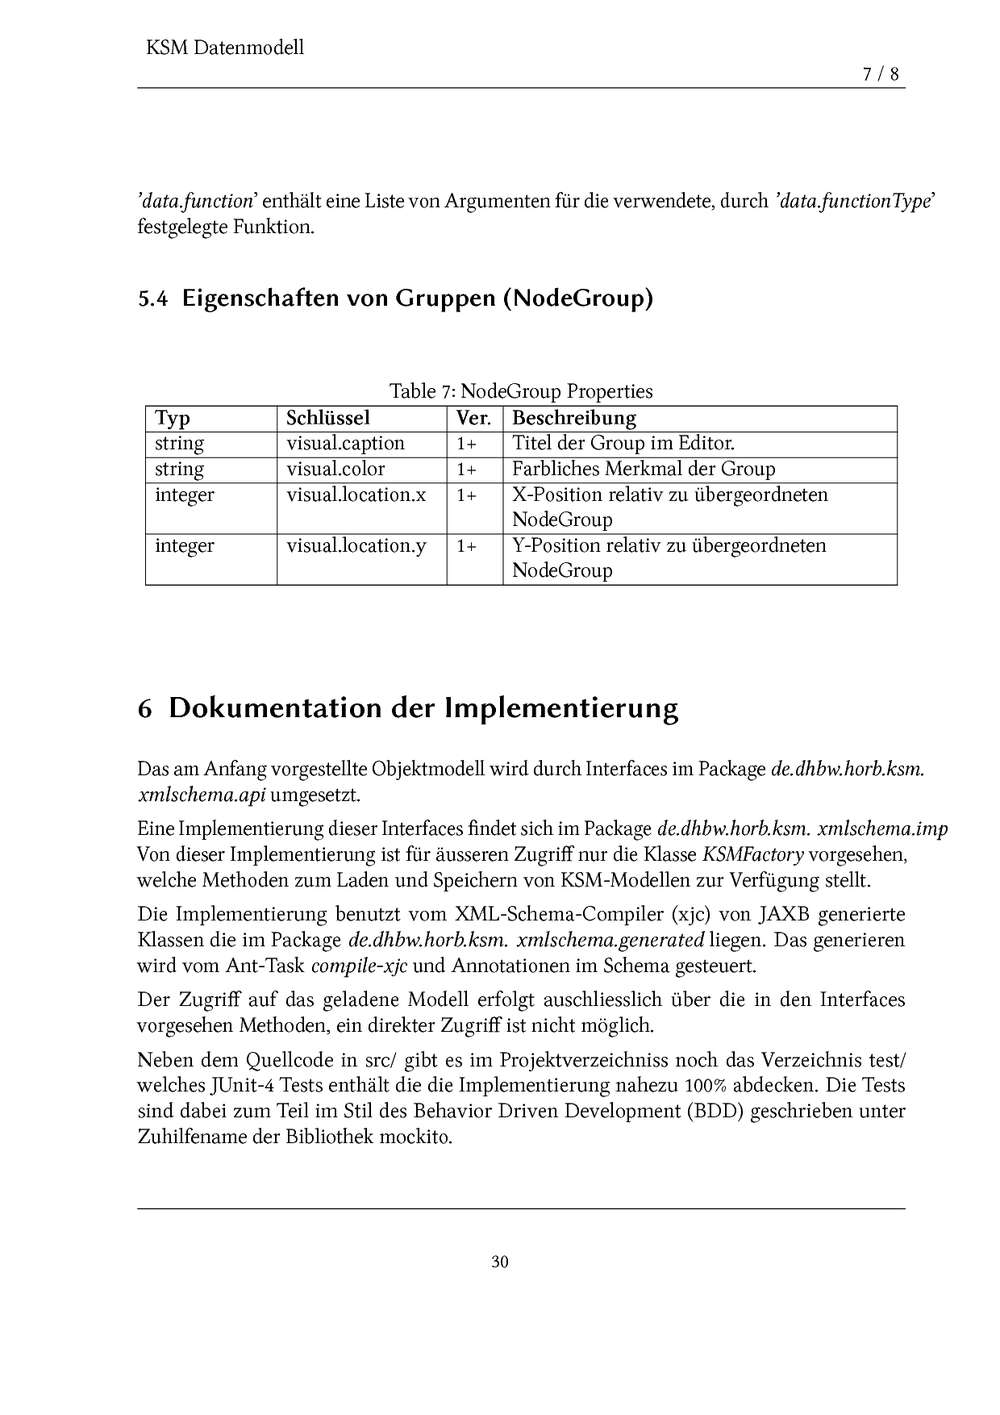 KSM Datenmodell
7 / 8
’data.function’ enthält eine Liste von Argumenten für die verwendete, durch ’data.functionType’
festgelegte Funktion.
5.4 Eigenschaften von Gruppen (NodeGroup)
Table 7: NodeGroup Properties
Typ Schlüssel Ver. Beschreibung
string visual.caption 1+ Titel der Group im Editor.
string visual.color 1+ Farbliches Merkmal der Group
integer visual.location.x 1+ X-Position relativ zu übergeordneten
NodeGroup
integer visual.location.y 1+ Y-Position relativ zu übergeordneten
NodeGroup
6 Dokumentation der Implementierung
Das am Anfang vorgestellte Objektmodell wird durch Interfaces im Package de.dhbw.horb.ksm.
xmlschema.api umgesetzt.
Eine Implementierung dieser Interfaces findet sich im Package de.dhbw.horb.ksm. xmlschema.imp
Von dieser Implementierung ist für äusseren Zugriff nur die Klasse KSMFactory vorgesehen,
welche Methoden zum Laden und Speichern von KSM-Modellen zur Verfügung stellt.
Die Implementierung benutzt vom XML-Schema-Compiler (xjc) von JAXB generierte
Klassen die im Package de.dhbw.horb.ksm. xmlschema.generated liegen. Das generieren
wird vom Ant-Task compile-xjc und Annotationen im Schema gesteuert.
Der Zugriff auf das geladene Modell erfolgt auschliesslich über die in den Interfaces
vorgesehen Methoden, ein direkter Zugriff ist nicht möglich.
Neben dem Quellcode in src/ gibt es im Projektverzeichniss noch das Verzeichnis test/
welches JUnit-4 Tests enthält die die Implementierung nahezu 100% abdecken. Die Tests
sind dabei zum Teil im Stil des Behavior Driven Development (BDD) geschrieben unter
Zuhilfename der Bibliothek mockito.
30